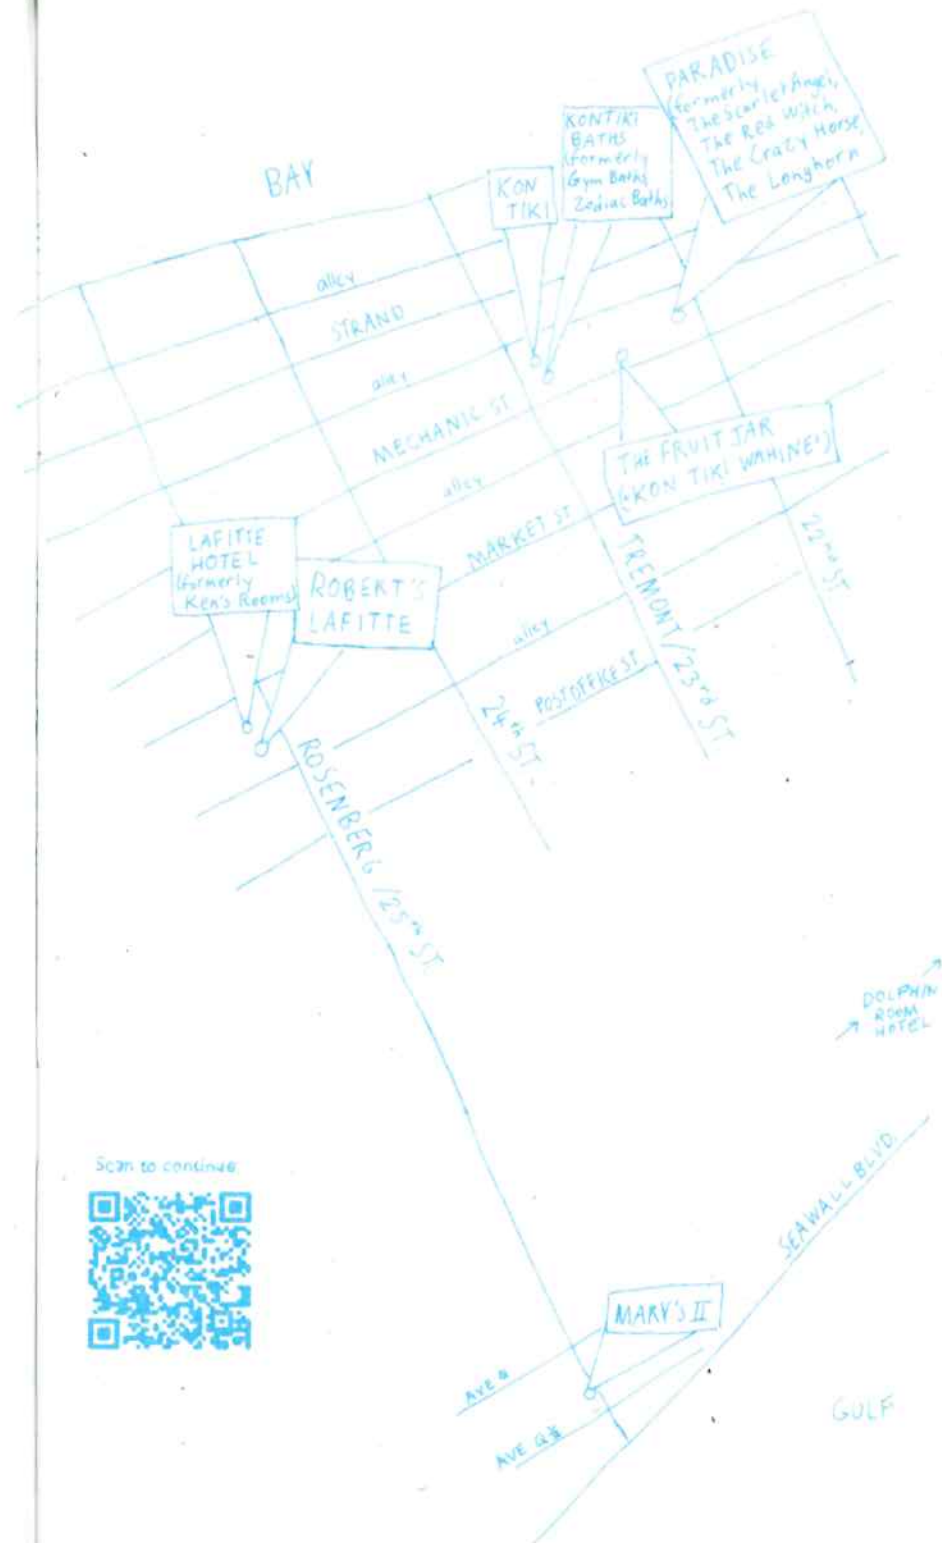 PARADISE
(formerly
The Scarlet Angel,
The Red Witch,
The Crazy Horse,
The Longhorn
KONTIKI
BATHS
(formerly
Gym Baths
Zodiac Baths)
KON
TIKI
BAY
alley
STRAND
alley
MECHANIC ST
alley
MARKET ST
THE FRUIT JAR
("KON TIKI WAHINE")
LAFITTE
HOTEL
(formerly
Ken's Rooms)
ROBERT'S
LAFITTE
alley
POSTOFFICE ST
22nd ST
TREMONT/23rd ST
24th ST.
ROSENBERG/25th ST
DOLPHIN
ROOM
HOTEL
Scan to continue
SEAWALL BLVD.
MARY'S II
AVE Q
AVE Q½
GULF